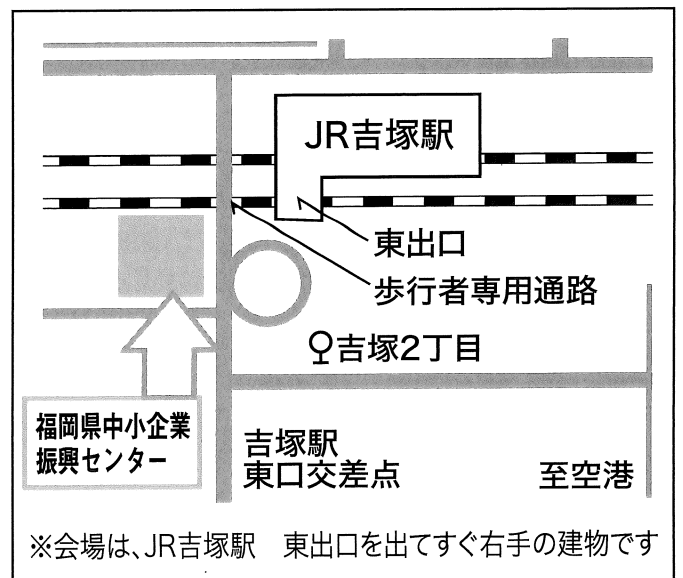 JR吉塚駅
東出口
歩行者専用通路
吉塚2丁目
福岡県中小企業
振興センター
吉塚駅
東口交差点
至空港
※会場は、JR吉塚駅　東出口を出てすぐ右手の建物です